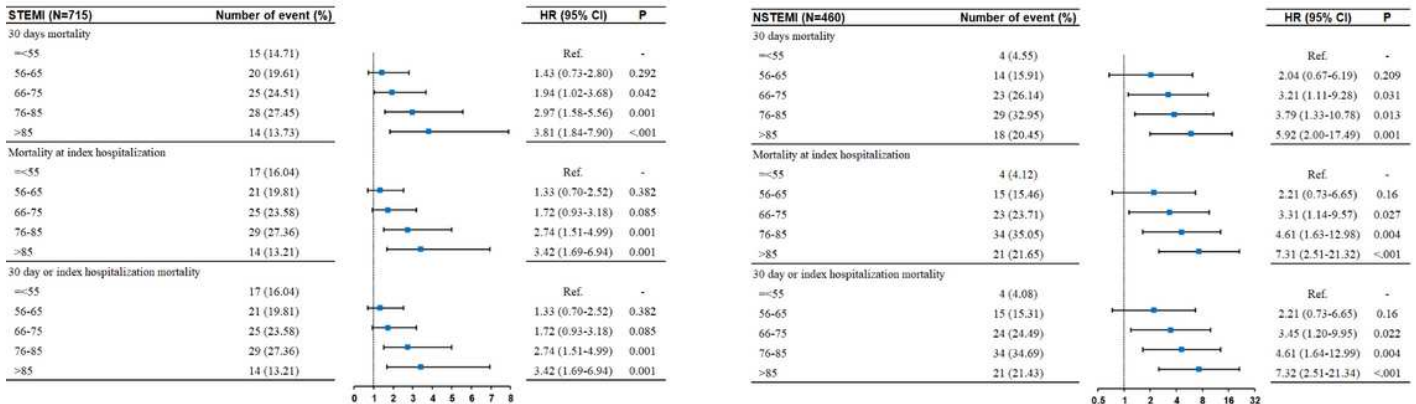 STEMI (N=715) Number of event (%) HR (95% CI) P
30 days mortality
=<55 15 (14.71) Ref. -
56-65 20 (19.61) 1.43 (0.73-2.80) 0.292
66-75 25 (24.51) 1.94 (1.02-3.68) 0.042
76-85 28 (27.45) 2.97 (1.58-5.56) 0.001
>85 14 (13.73) 3.81 (1.84-7.90) <.001
Mortality at index hospitalization
=<55 17 (16.04) Ref. -
56-65 21 (19.81) 1.33 (0.70-2.52) 0.382
66-75 25 (23.58) 1.72 (0.93-3.18) 0.085
76-85 29 (27.36) 2.74 (1.51-4.99) 0.001
>85 14 (13.21) 3.42 (1.69-6.94) 0.001
30 day or index hospitalization mortality
=<55 17 (16.04) Ref. -
56-65 21 (19.81) 1.33 (0.70-2.52) 0.382
66-75 25 (23.58) 1.72 (0.93-3.18) 0.085
76-85 29 (27.36) 2.74 (1.51-4.99) 0.001
>85 14 (13.21) 3.42 (1.69-6.94) 0.001
0 1 2 3 4 5 6 7 8
NSTEMI (N=460) Number of event (%) HR (95% CI) P
30 days mortality
=<55 4 (4.55) Ref. -
56-65 14 (15.91) 2.04 (0.67-6.19) 0.209
66-75 23 (26.14) 3.21 (1.11-9.28) 0.031
76-85 29 (32.95) 3.79 (1.33-10.78) 0.013
>85 18 (20.45) 5.92 (2.00-17.49) 0.001
Mortality at index hospitalization
=<55 4 (4.12) Ref. -
56-65 15 (15.46) 2.21 (0.73-6.65) 0.16
66-75 23 (23.71) 3.31 (1.14-9.57) 0.027
76-85 34 (35.05) 4.61 (1.63-12.98) 0.004
>85 21 (21.65) 7.31 (2.51-21.32) <.001
30 day or index hospitalization mortality
=<55 4 (4.08) Ref. -
56-65 15 (15.31) 2.21 (0.73-6.65) 0.16
66-75 24 (24.49) 3.45 (1.20-9.95) 0.022
76-85 34 (34.69) 4.61 (1.64-12.99) 0.004
>85 21 (21.43) 7.32 (2.51-21.34) <.001
0.5 1 2 4 8 16 32